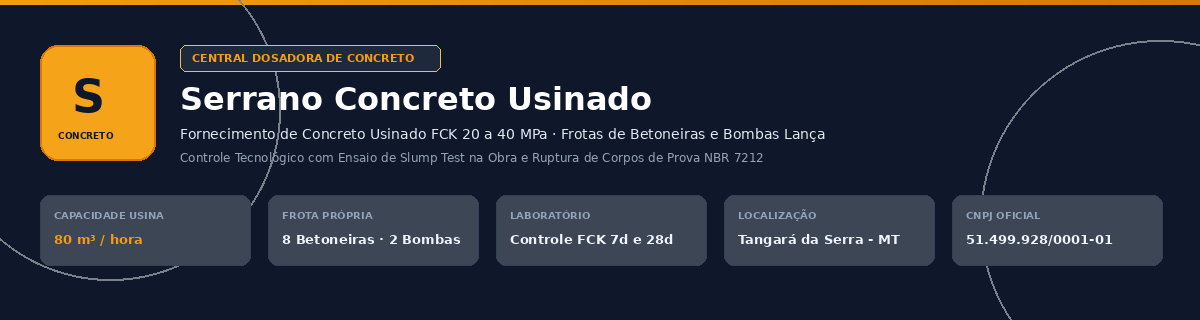 CENTRAL DOSADORA DE CONCRETO
S
CONCRETO
Serrano Concreto Usinado
Fornecimento de Concreto Usinado FCK 20 a 40 MPa · Frotas de Betoneiras e Bombas Lança
Controle Tecnológico com Ensaio de Slump Test na Obra e Ruptura de Corpos de Prova NBR 7212
CAPACIDADE USINA
80 m³ / hora
FROTA PRÓPRIA
8 Betoneiras · 2 Bombas
LABORATÓRIO
Controle FCK 7d e 28d
LOCALIZAÇÃO
Tangará da Serra - MT
CNPJ OFICIAL
51.499.928/0001-01